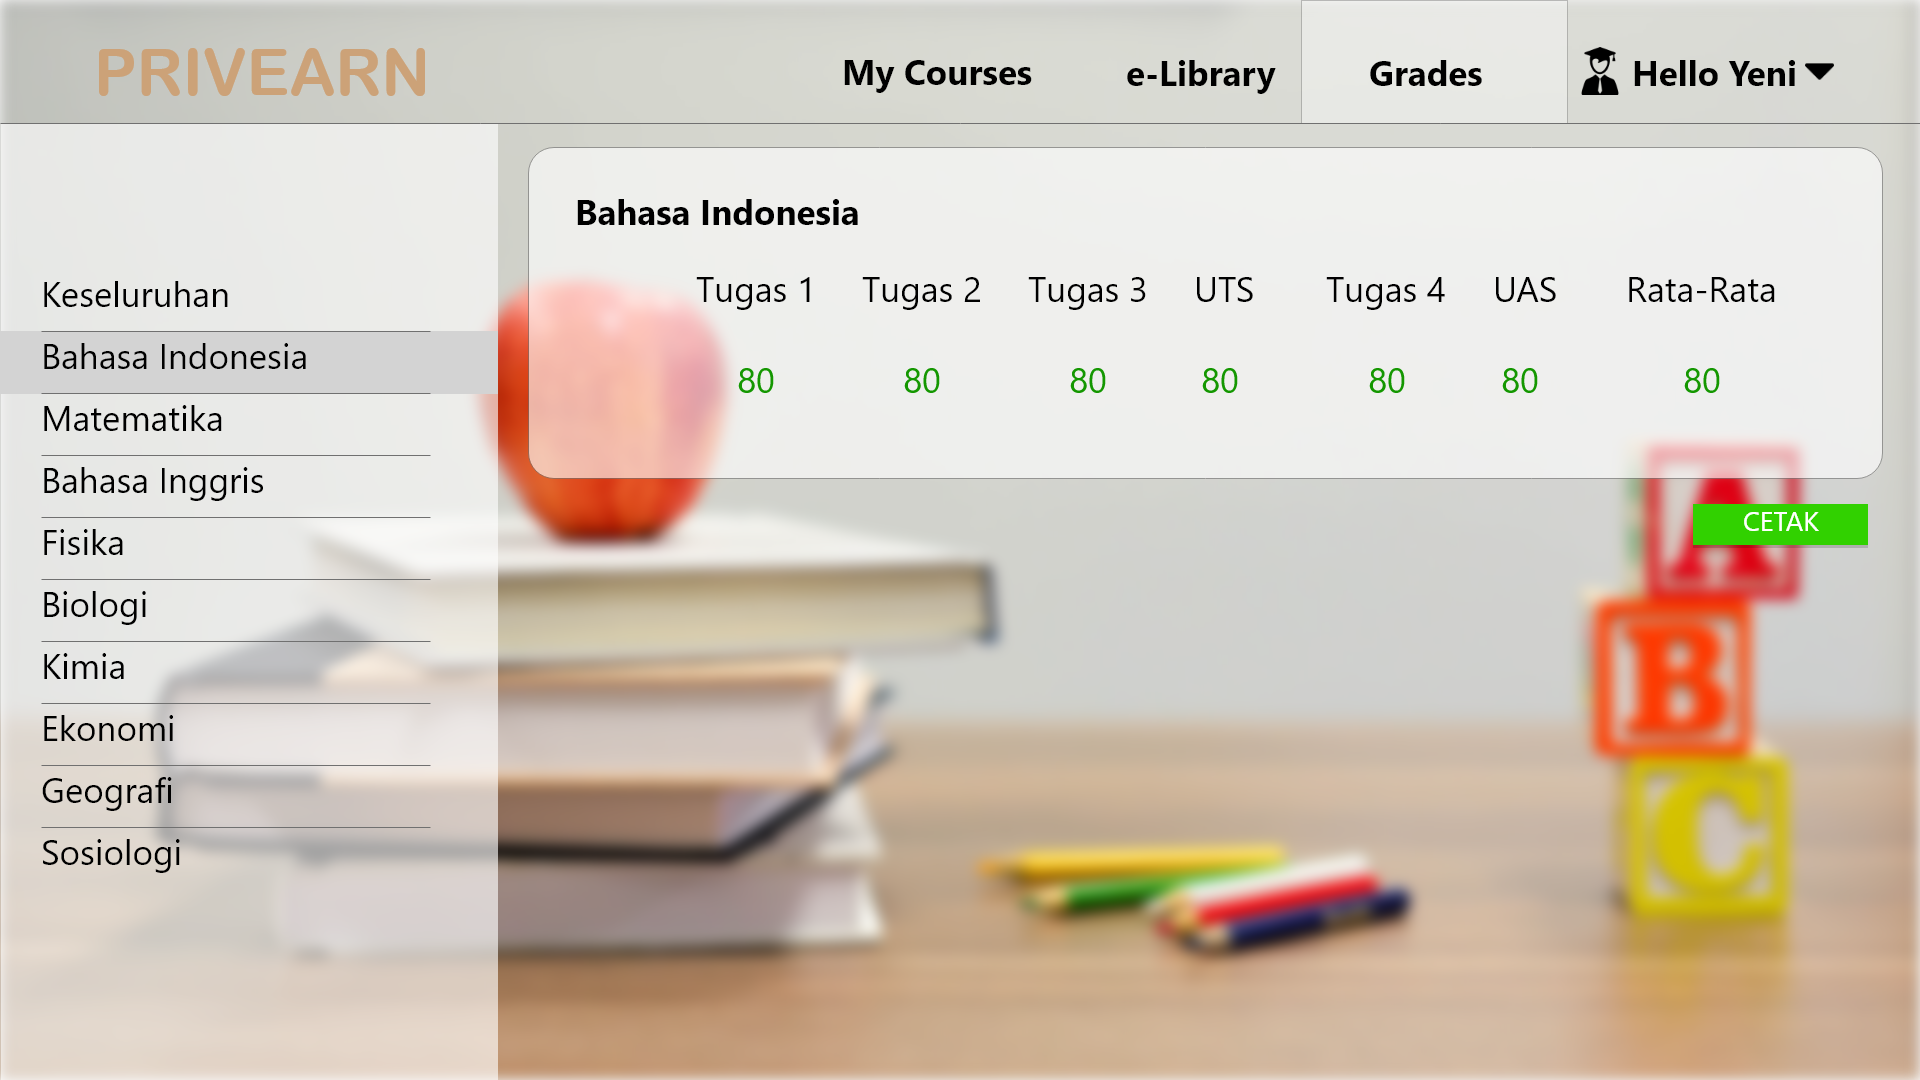 PRIVEARN
My Courses
e-Library
Grades
Hello Yeni
Keseluruhan
Bahasa Indonesia
Matematika
Bahasa Inggris
Fisika
Biologi
Kimia
Ekonomi
Geografi
Sosiologi
Bahasa Indonesia
Tugas 1 Tugas 2 Tugas 3 UTS Tugas 4 UAS Rata-Rata
80 80 80 80 80 80 80
CETAK
A
B
C